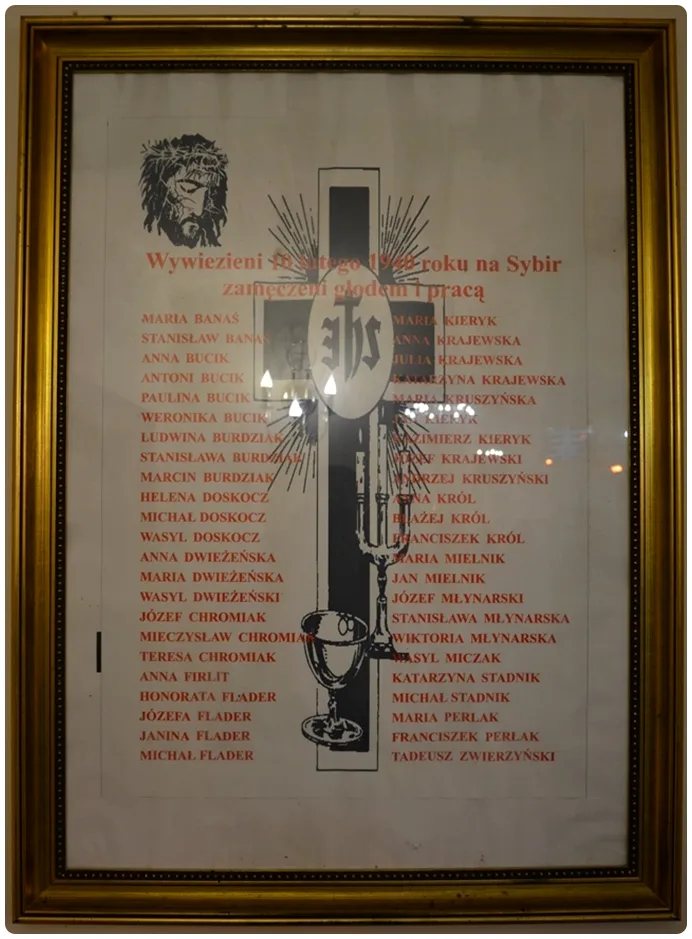 Wywiezieni 10 lutego 1940 roku na Sybir
zamęczeni głodem i pracą
IHS
MARIA BANAŚ
STANISŁAW BANAŚ
ANNA BUCIK
ANTONI BUCIK
PAULINA BUCIK
WERONIKA BUCIK
LUDWINA BURDZIAK
STANISŁAWA BURDZIAK
MARCIN BURDZIAK
HELENA DOSKOCZ
MICHAŁ DOSKOCZ
WASYL DOSKOCZ
ANNA DWIEŻEŃSKA
MARIA DWIEŻEŃSKA
WASYL DWIEŻEŃSKI
JÓZEF CHROMIAK
MIECZYSŁAW CHROMIAK
TERESA CHROMIAK
ANNA FIRLIT
HONORATA FLADER
JÓZEFA FLADER
JANINA FLADER
MICHAŁ FLADER
MARIA KIERYK
ANNA KRAJEWSKA
JULIA KRAJEWSKA
KATARZYNA KRAJEWSKA
MARIA KRUSZYŃSKA
KIERYK
KAZIMIERZ KIERYK
JÓZEF KRAJEWSKI
ANDRZEJ KRUSZYŃSKI
ANNA KRÓL
BŁAŻEJ KRÓL
FRANCISZEK KRÓL
MARIA MIELNIK
JAN MIELNIK
JÓZEF MŁYNARSKI
STANISŁAWA MŁYNARSKA
WIKTORIA MŁYNARSKA
WASYL MICZAK
KATARZYNA STADNIK
MICHAŁ STADNIK
MARIA PERŁAK
FRANCISZEK PERŁAK
TADEUSZ ZWIERZYŃSKI